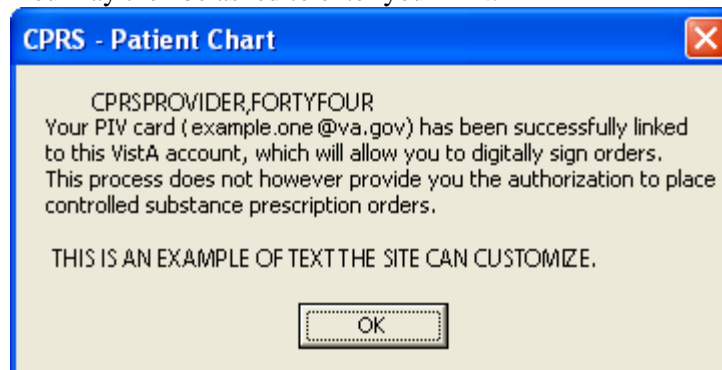 CPRS - Patient Chart
CPRSPROVIDER,FORTYFOUR
Your PIV card (example.one@va.gov) has been successfully linked
to this VistA account, which will allow you to digitally sign orders.
This process does not however provide you the authorization to place
controlled substance prescription orders.
THIS IS AN EXAMPLE OF TEXT THE SITE CAN CUSTOMIZE.
OK